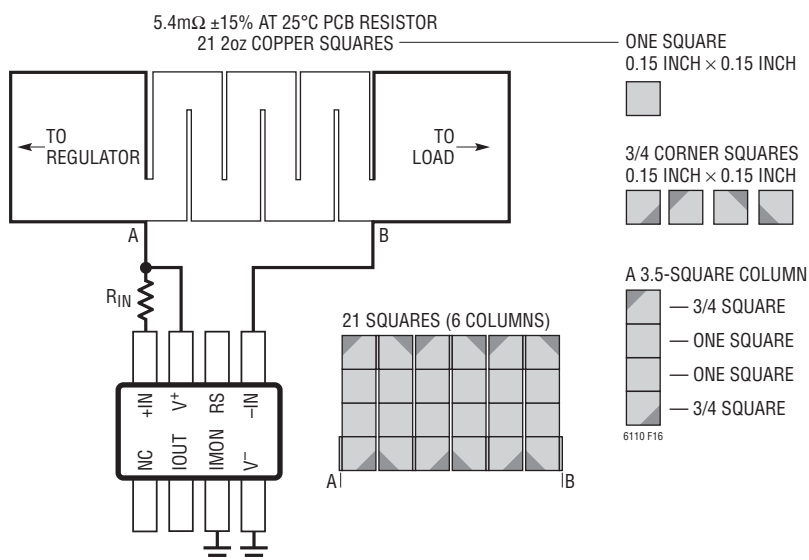 5.4mΩ ±15% AT 25°C PCB RESISTOR
21 2oz COPPER SQUARES
ONE SQUARE
0.15 INCH × 0.15 INCH
TO
REGULATOR
TO
LOAD
3/4 CORNER SQUARES
0.15 INCH × 0.15 INCH
A
B
RIN
A 3.5-SQUARE COLUMN
3/4 SQUARE
ONE SQUARE
ONE SQUARE
3/4 SQUARE
6110 F16
21 SQUARES (6 COLUMNS)
A
B
+IN
V+
RS
–IN
NC
IOUT
IMON
V–